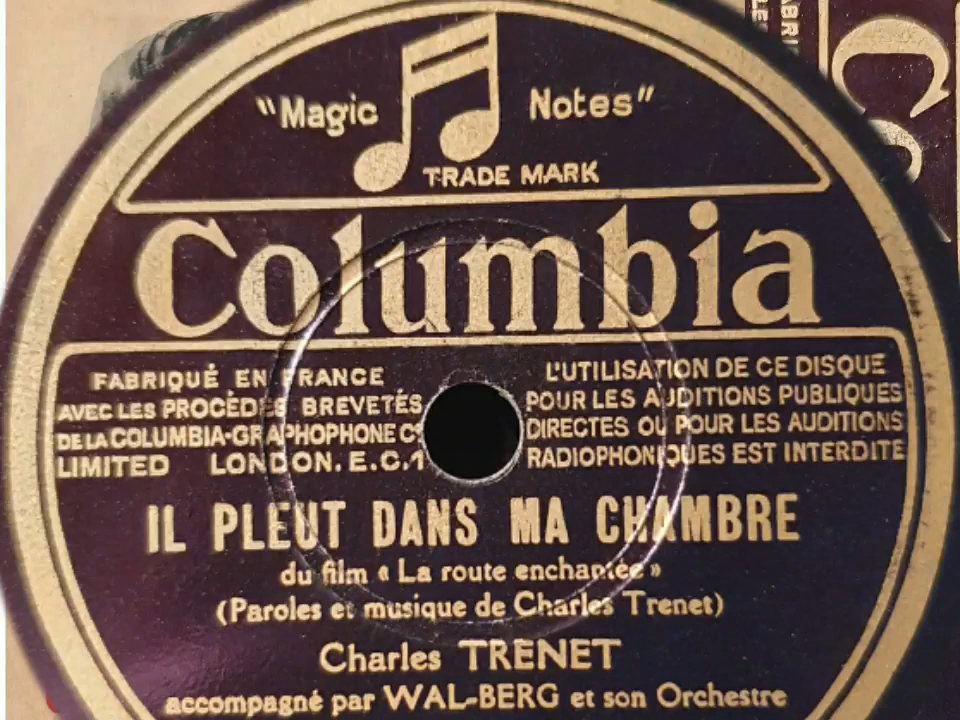 "Magic Notes"
TRADE MARK
Columbia
FABRIQUÉ EN FRANCE
AVEC LES PROCÉDÉS BREVETÉS
DE LA COLUMBIA-GRAPHOPHONE Cº
LIMITED LONDON. E.C.1
L'UTILISATION DE CE DISQUE
POUR LES AUDITIONS PUBLIQUES
DIRECTES OU POUR LES AUDITIONS
RADIOPHONIQUES EST INTERDITE
IL PLEUT DANS MA CHAMBRE
du film « La route enchantée »
(Paroles et musique de Charles Trenet)
Charles TRENET
accompagné par WAL-BERG et son Orchestre